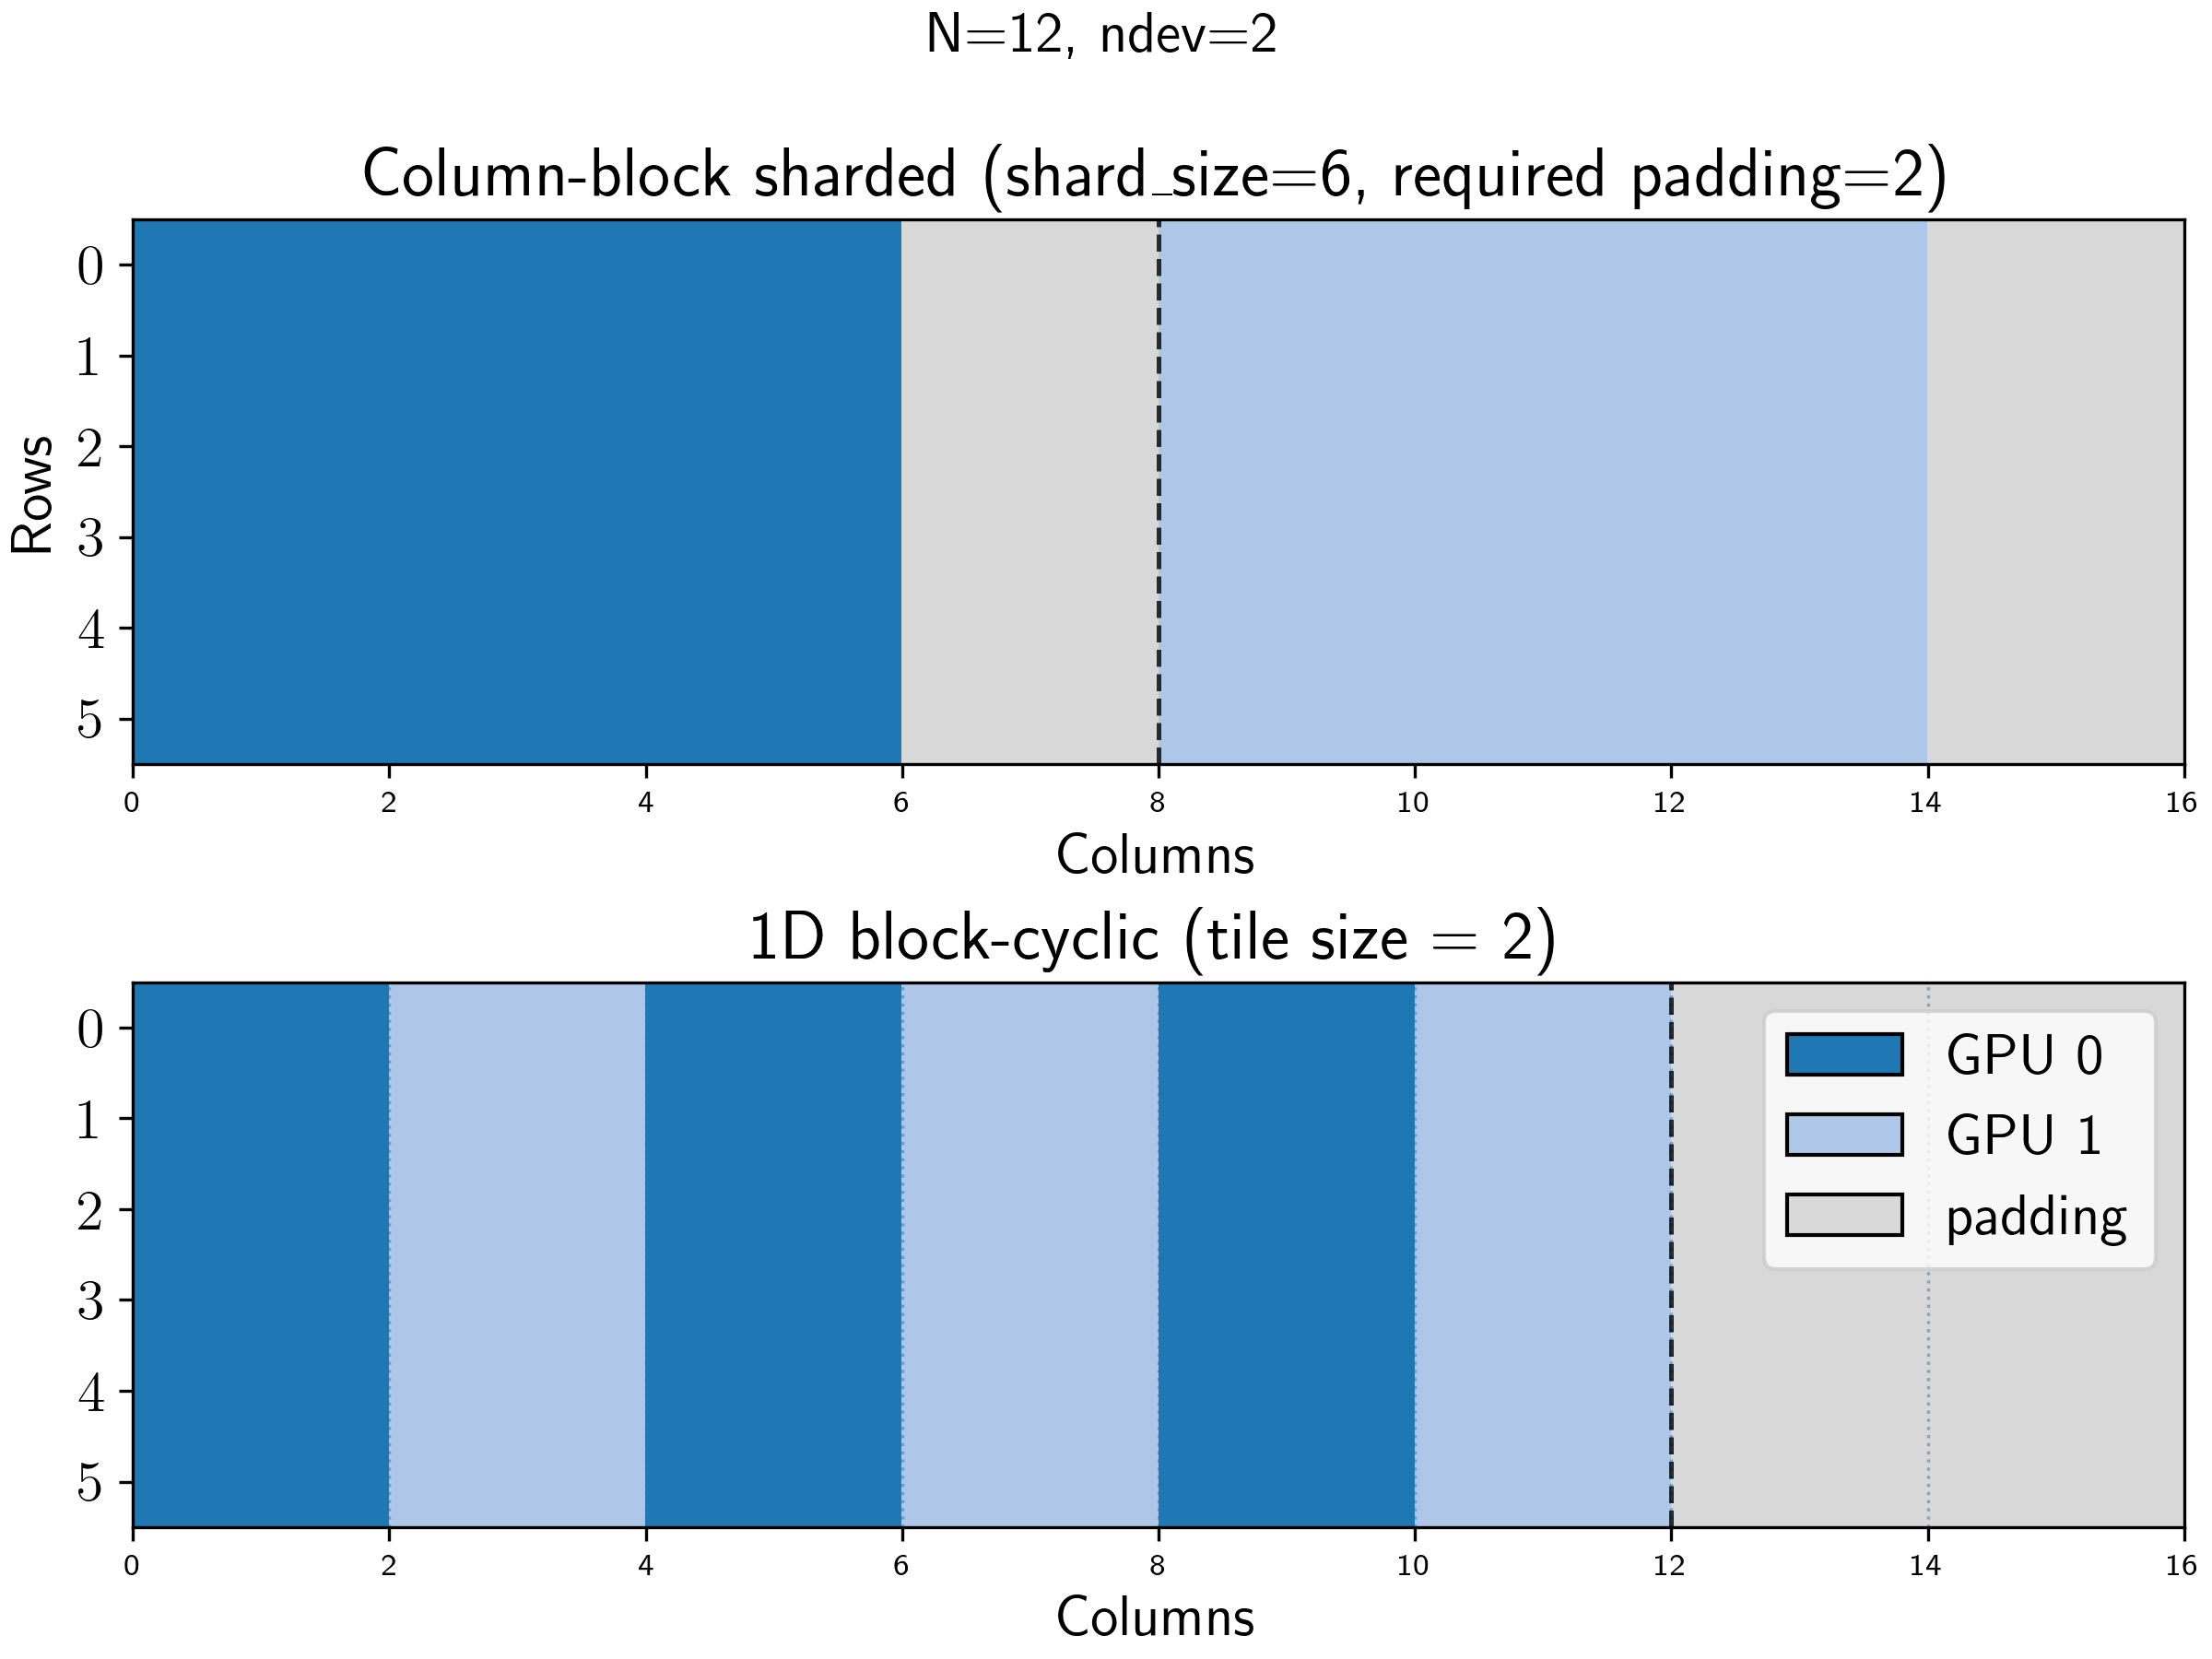 N=12, ndev=2
Column-block sharded (shard_size=6, required padding=2)
Rows
0
1
2
3
4
5
0 2 4 6 8 10 12 14 16
Columns
1D block-cyclic (tile size = 2)
0
1
2
3
4
5
GPU 0
GPU 1
padding
0 2 4 6 8 10 12 14 16
Columns